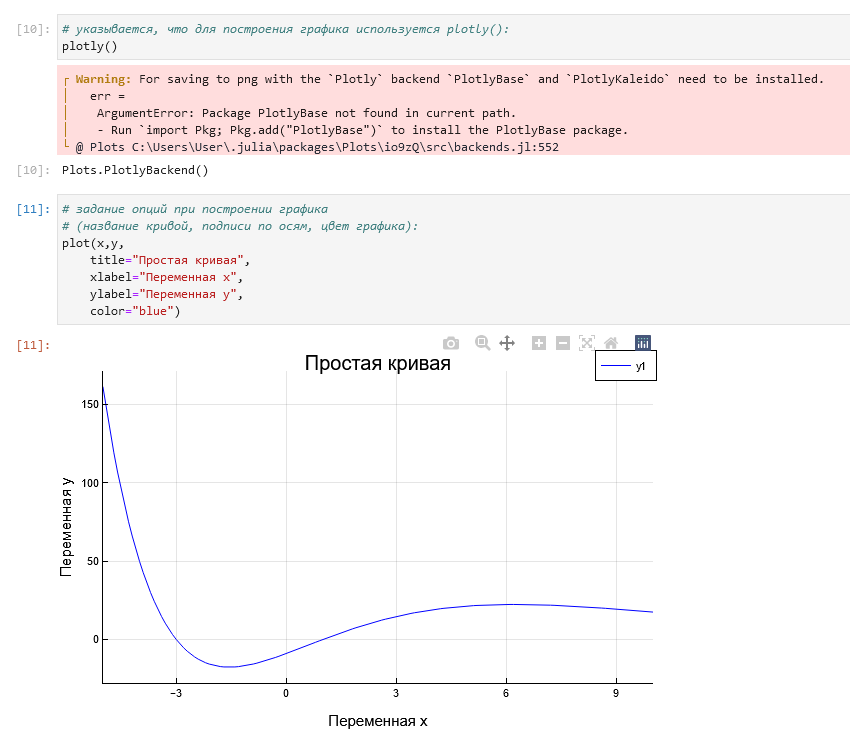 [10]: # указывается, что для построения графика используется plotly():
plotly()
┌ Warning: For saving to png with the `Plotly` backend `PlotlyBase` and `PlotlyKaleido` need to be installed.
│   err =
│    ArgumentError: Package PlotlyBase not found in current path.
│    - Run `import Pkg; Pkg.add("PlotlyBase")` to install the PlotlyBase package.
└ @ Plots C:\Users\User\.julia\packages\Plots\io9zQ\src\backends.jl:552
[10]: Plots.PlotlyBackend()
[11]: # задание опций при построении графика
# (название кривой, подписи по осям, цвет графика):
plot(x,y,
    title="Простая кривая",
    xlabel="Переменная x",
    ylabel="Переменная y",
    color="blue")
[11]:
Простая кривая
y1
150
100
50
0
Переменная y
−3 0 3 6 9
Переменная x